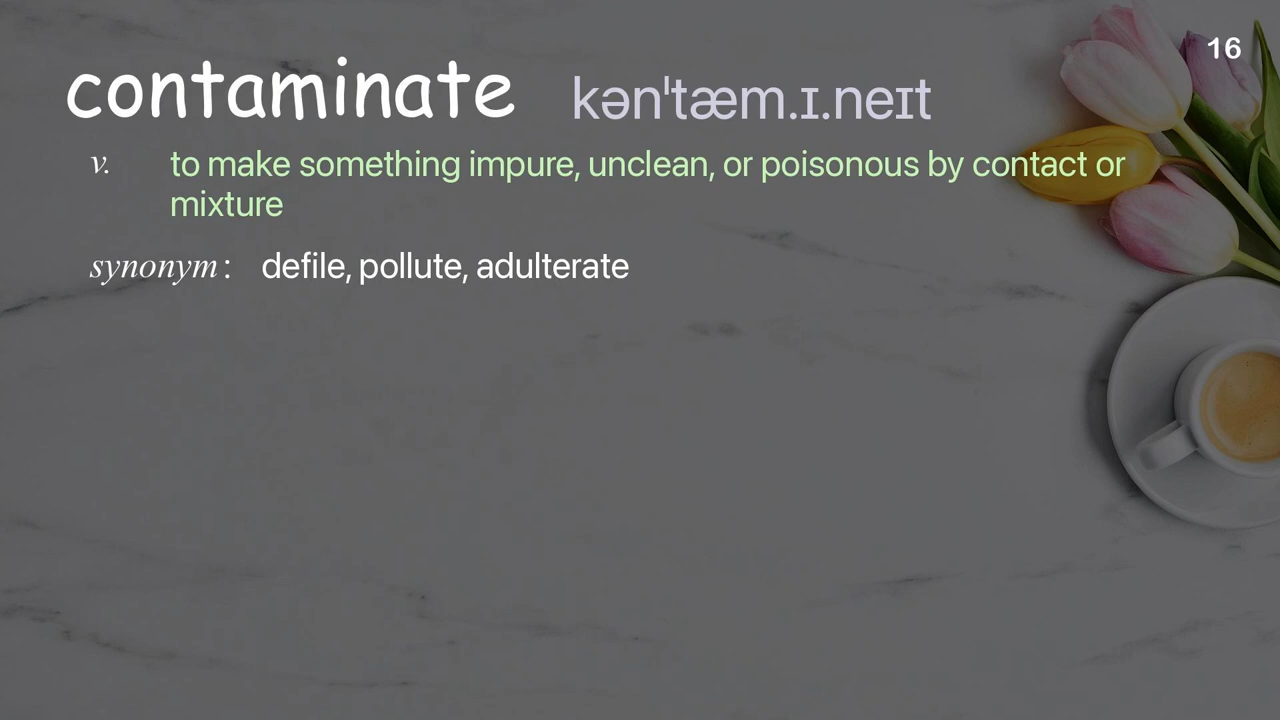 16
contaminate kənˈtæm.ɪ.neɪt
v. to make something impure, unclean, or poisonous by contact or
mixture
synonym : defile, pollute, adulterate